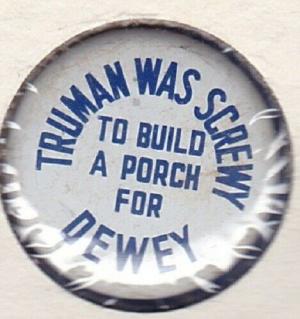 TRUMAN WAS SCREWY
TO BUILD
A PORCH
FOR
DEWEY